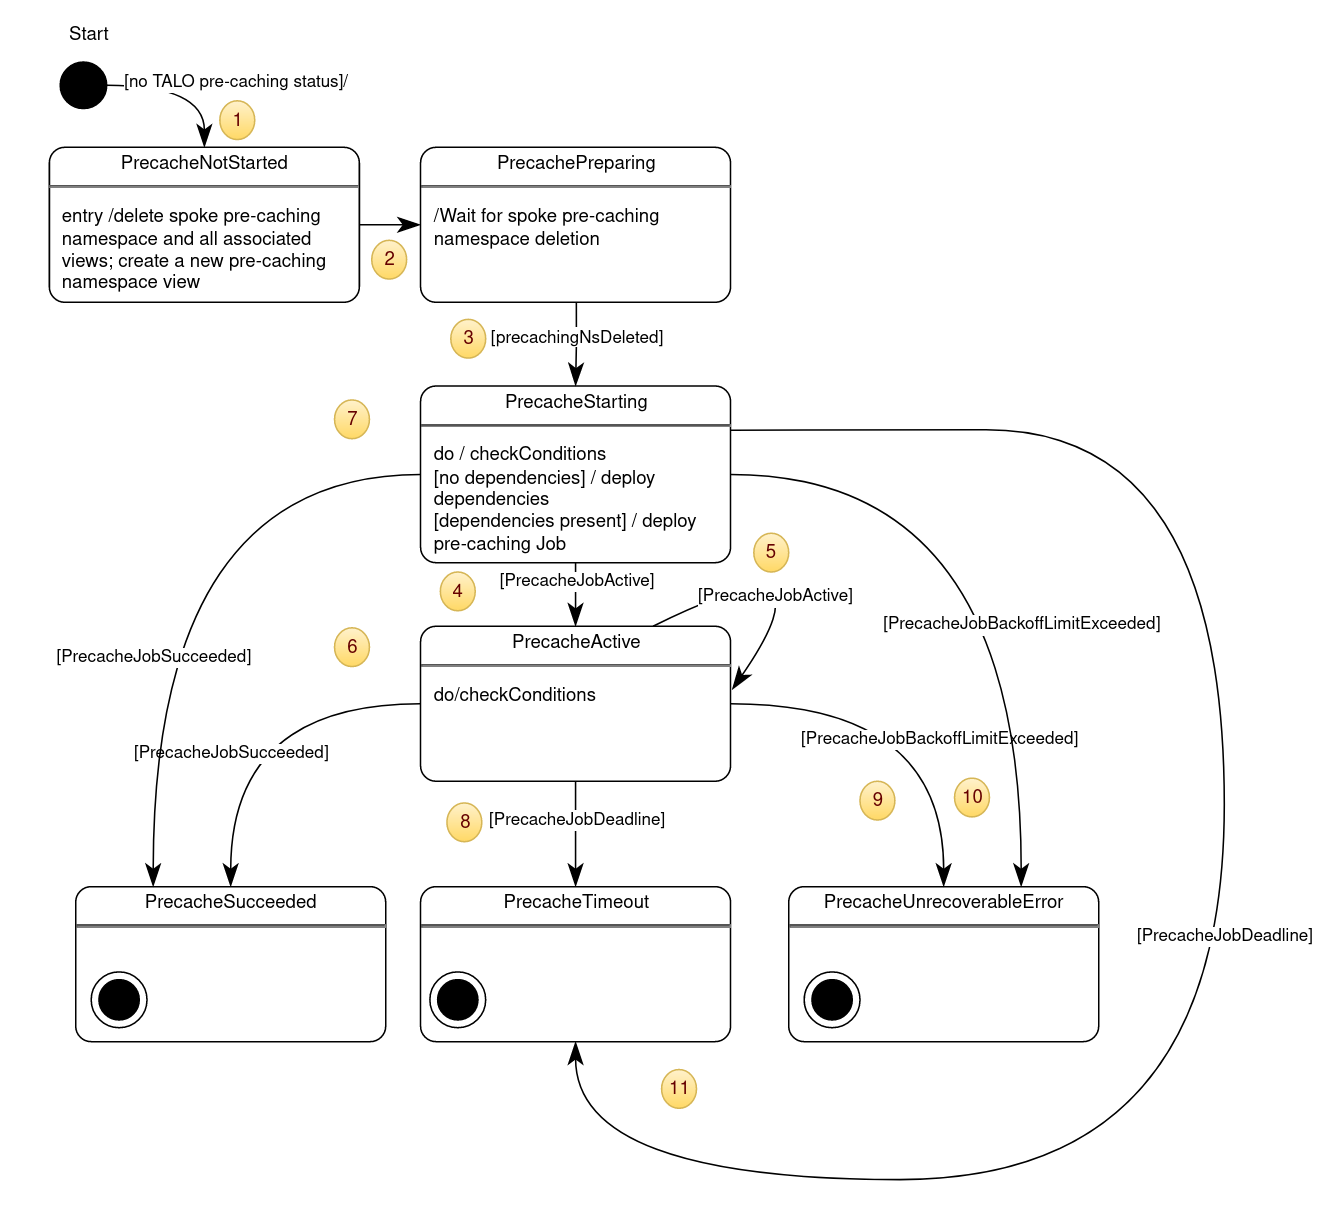 Start
[no TALO pre-caching status]/
1
PrecacheNotStarted
entry /delete spoke pre-caching
namespace and all associated
views; create a new pre-caching
namespace view
2
PrecachePreparing
/Wait for spoke pre-caching
namespace deletion
3
[precachingNsDeleted]
7
PrecacheStarting
do / checkConditions
[no dependencies] / deploy
dependencies
[dependencies present] / deploy
pre-caching Job
5
4
[PrecacheJobActive]
[PrecacheJobActive]
[PrecacheJobBackoffLimitExceeded]
6
[PrecacheJobSucceeded]
PrecacheActive
do/checkConditions
[PrecacheJobSucceeded]
[PrecacheJobBackoffLimitExceeded]
9
10
8
[PrecacheJobDeadline]
PrecacheSucceeded
PrecacheTimeout
PrecacheUnrecoverableError
[PrecacheJobDeadline]
11